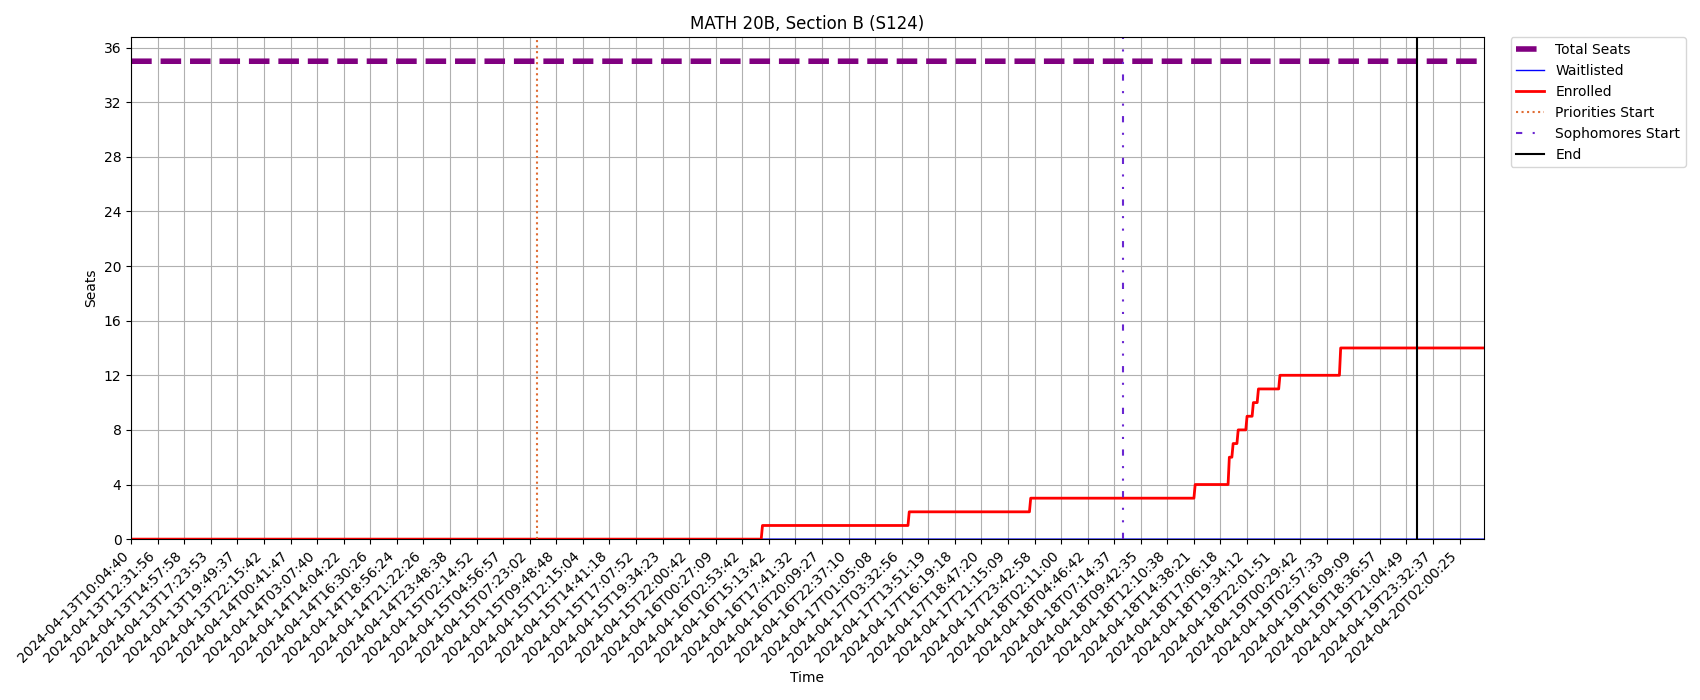 MATH 20B, Section B (S124)
Total Seats
Waitlisted
Enrolled
Priorities Start
Sophomores Start
End
Seats
36
32
28
24
20
16
12
8
4
0
2024-04-13T10:04:40
2024-04-13T12:31:56
2024-04-13T14:57:58
2024-04-13T17:23:53
2024-04-13T19:49:37
2024-04-13T22:15:42
2024-04-14T00:41:47
2024-04-14T03:07:40
2024-04-14T14:04:22
2024-04-14T16:30:26
2024-04-14T18:56:24
2024-04-14T21:22:26
2024-04-14T23:48:38
2024-04-15T02:14:52
2024-04-15T04:56:57
2024-04-15T07:23:02
2024-04-15T09:48:48
2024-04-15T12:15:04
2024-04-15T14:41:18
2024-04-15T17:07:52
2024-04-15T19:34:23
2024-04-15T22:00:42
2024-04-16T00:27:09
2024-04-16T02:53:42
2024-04-16T15:13:42
2024-04-16T17:41:32
2024-04-16T20:09:27
2024-04-16T22:37:10
2024-04-17T01:05:08
2024-04-17T03:32:56
2024-04-17T13:51:19
2024-04-17T16:19:18
2024-04-17T18:47:20
2024-04-17T21:15:09
2024-04-17T23:42:58
2024-04-18T02:11:00
2024-04-18T04:46:42
2024-04-18T07:14:37
2024-04-18T09:42:35
2024-04-18T12:10:38
2024-04-18T14:38:21
2024-04-18T17:06:18
2024-04-18T19:34:12
2024-04-18T22:01:51
2024-04-19T00:29:42
2024-04-19T02:57:33
2024-04-19T16:09:09
2024-04-19T18:36:57
2024-04-19T21:04:49
2024-04-19T23:32:37
2024-04-20T02:00:25
Time